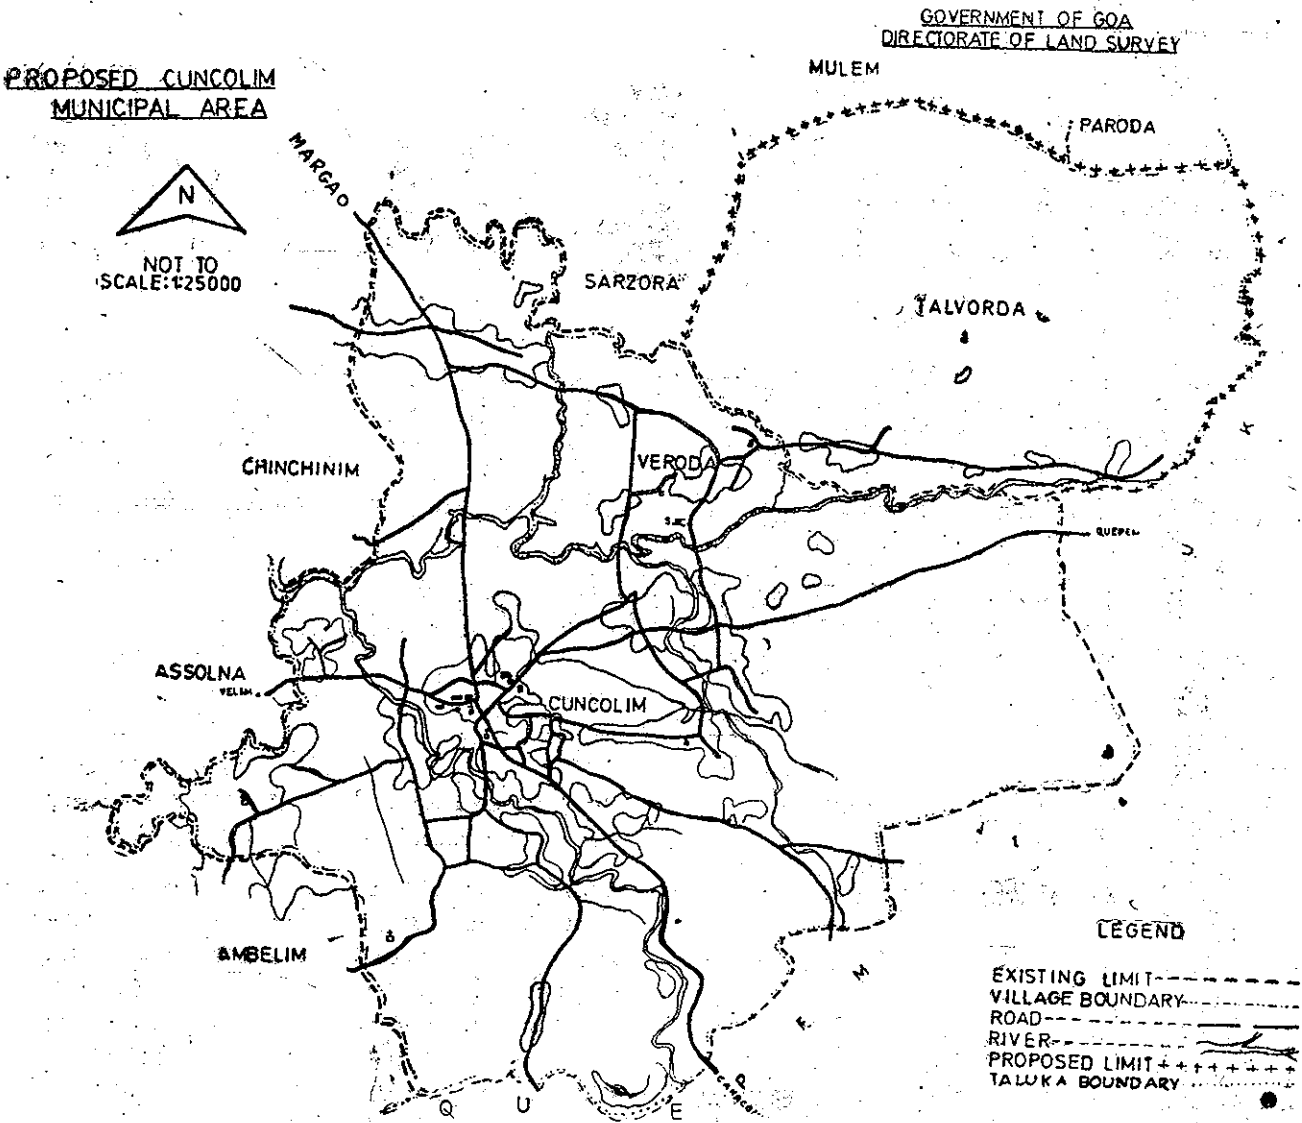 GOVERNMENT OF GOA
DIRECTORATE OF LAND SURVEY
PROPOSED CUNCOLIM
MUNICIPAL AREA
MULEM
PARODA
MARGAO
N
NOT TO
SCALE:1:25000
SARZORA
TALVORDA
K
CHINCHINIM
VERODA
QUEPEM
U
ASSOLNA
VELIM
CUNCOLIM
AMBELIM
M
E
P
Q
U
E
LEGEND
EXISTING LIMIT
VILLAGE BOUNDARY
ROAD
RIVER
PROPOSED LIMIT
TALUKA BOUNDARY